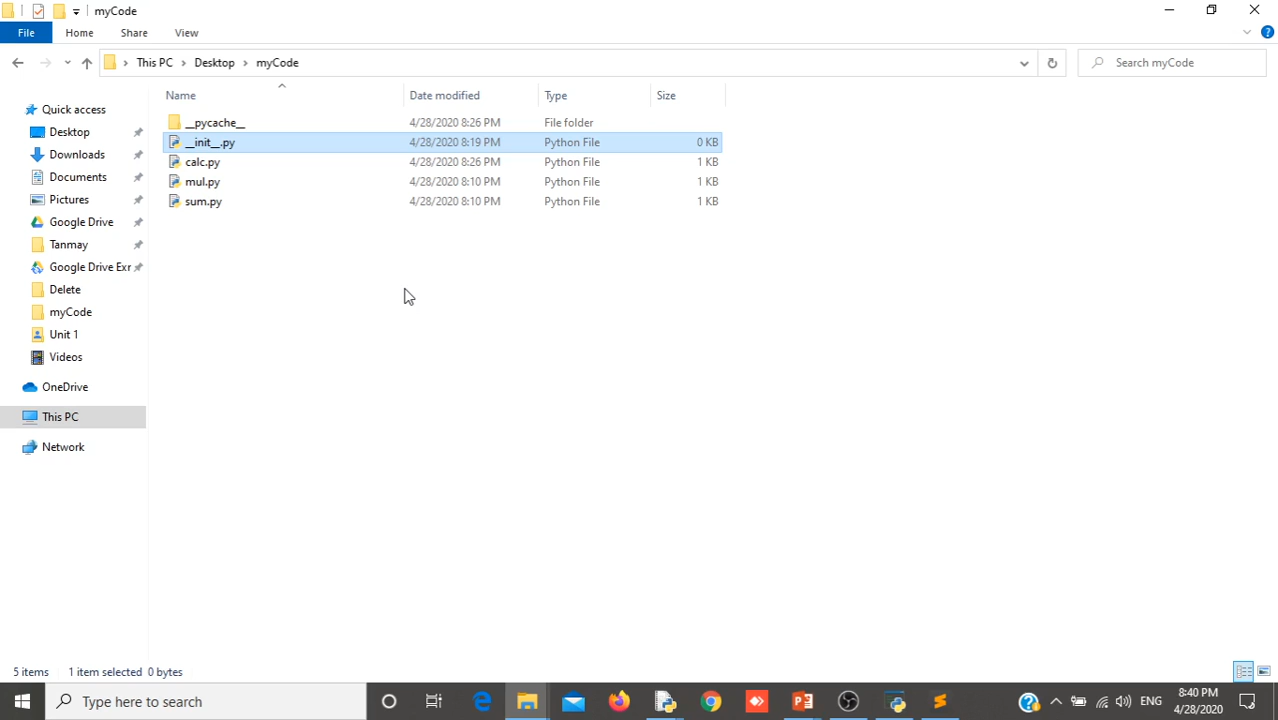 myCode
File Home Share View
This PC Desktop myCode Search myCode
Name Date modified Type Size
Quick access
Desktop
Downloads
Documents
Pictures
Google Drive
Tanmay
Google Drive Exr
Delete
myCode
Unit 1
Videos
OneDrive
This PC
Network
__pycache__ 4/28/2020 8:26 PM File folder
__init__.py 4/28/2020 8:19 PM Python File 0 KB
calc.py 4/28/2020 8:26 PM Python File 1 KB
mul.py 4/28/2020 8:10 PM Python File 1 KB
sum.py 4/28/2020 8:10 PM Python File 1 KB
5 items 1 item selected 0 bytes
Type here to search
ENG
8:40 PM
4/28/2020